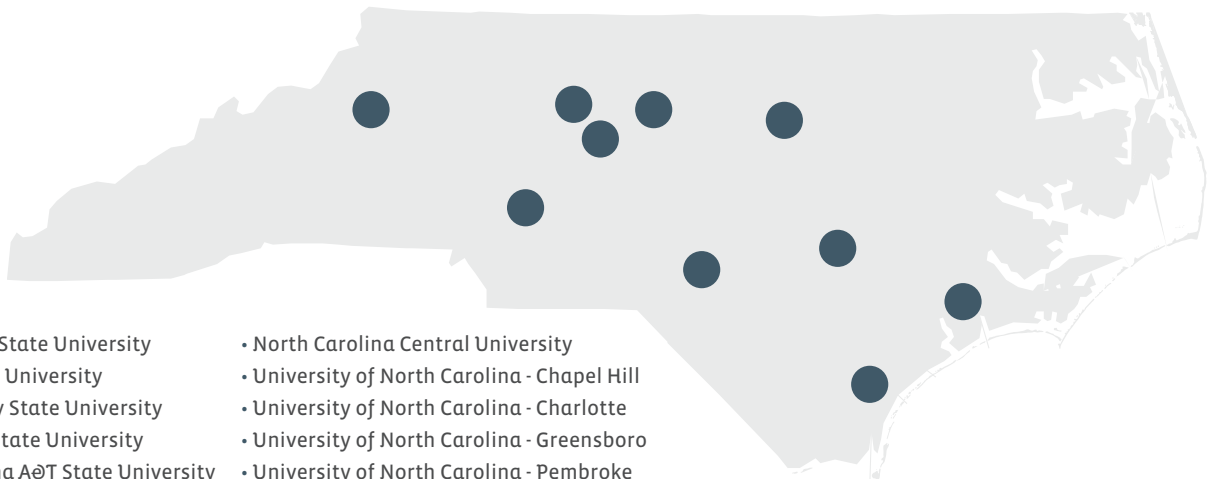 State University
University
State University
tate University
A&T State University
• North Carolina Central University
• University of North Carolina - Chapel Hill
• University of North Carolina - Charlotte
• University of North Carolina - Greensboro
• University of North Carolina - Pembroke